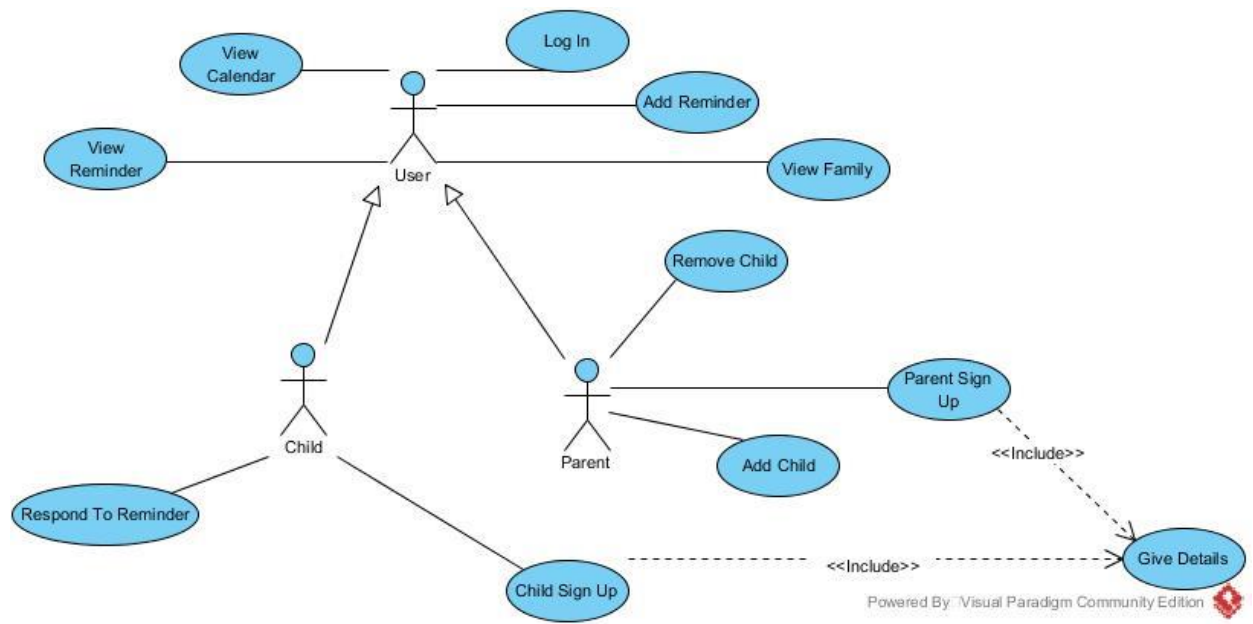 Log In
View
Calendar
Add Reminder
View
Reminder
View Family
User
Remove Child
Parent Sign
Up
Child
<<Include>>
Parent
Add Child
Respond To Reminder
Give Details
<<Include>>
Child Sign Up
Powered By Visual Paradigm Community Edition